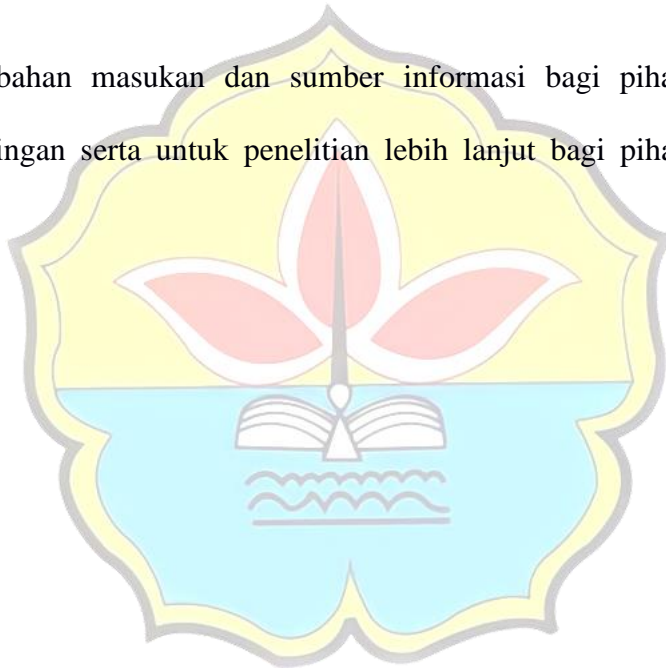 bahan masukan dan sumber informasi bagi piha
ingan serta untuk penelitian lebih lanjut bagi piha